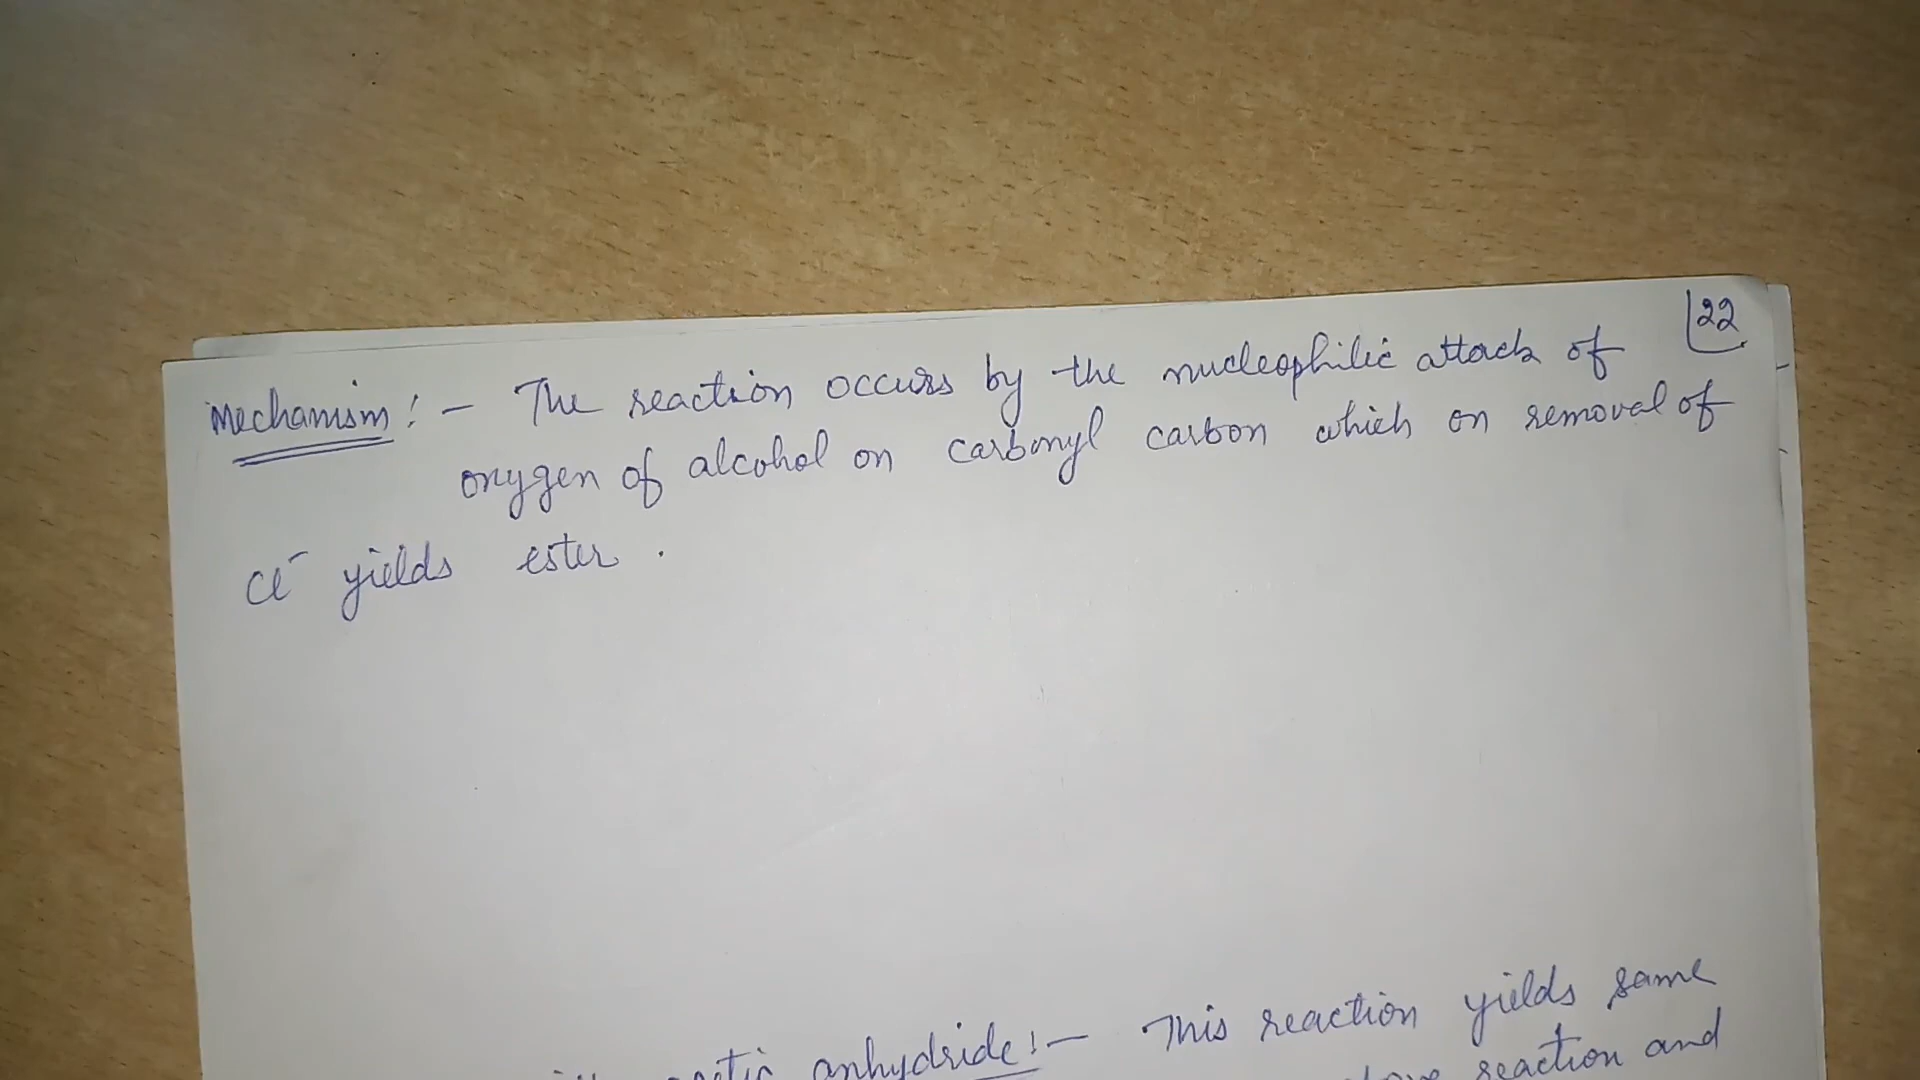 22
Mechanism:- The reaction occurs by the nucleophilic attack of
oxygen of alcohol on carbonyl carbon which on removal of
Cl⁻ yields ester.
anhydride:- This reaction yields same
reaction and